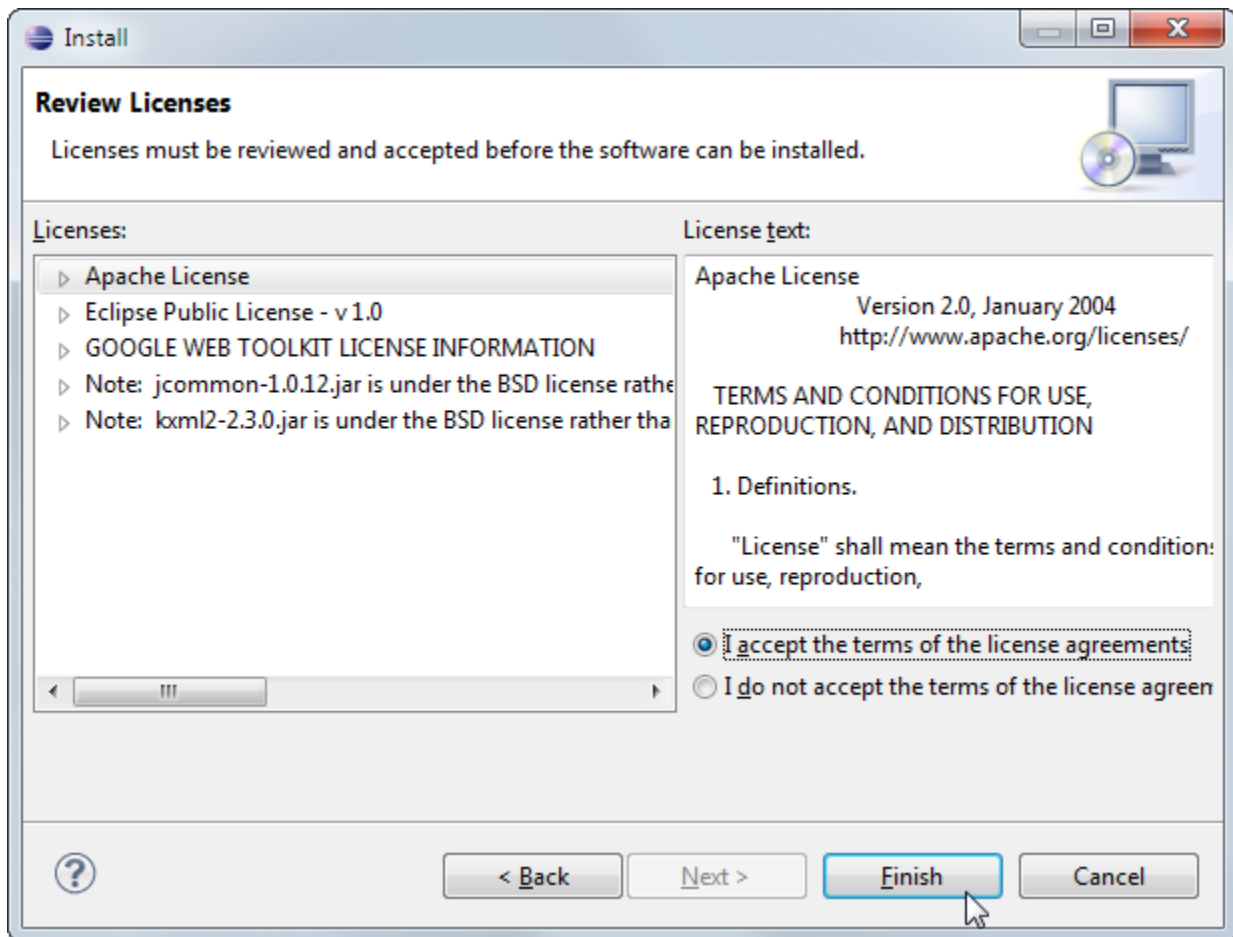 Install
Review Licenses
Licenses must be reviewed and accepted before the software can be installed.
Licenses:
Apache License
Eclipse Public License - v 1.0
GOOGLE WEB TOOLKIT LICENSE INFORMATION
Note: jcommon-1.0.12.jar is under the BSD license rathe
Note: kxml2-2.3.0.jar is under the BSD license rather tha
License text:
Apache License
Version 2.0, January 2004
http://www.apache.org/licenses/
TERMS AND CONDITIONS FOR USE,
REPRODUCTION, AND DISTRIBUTION
1. Definitions.
"License" shall mean the terms and conditions
for use, reproduction,
I accept the terms of the license agreements
I do not accept the terms of the license agreem
< Back
Next >
Finish
Cancel